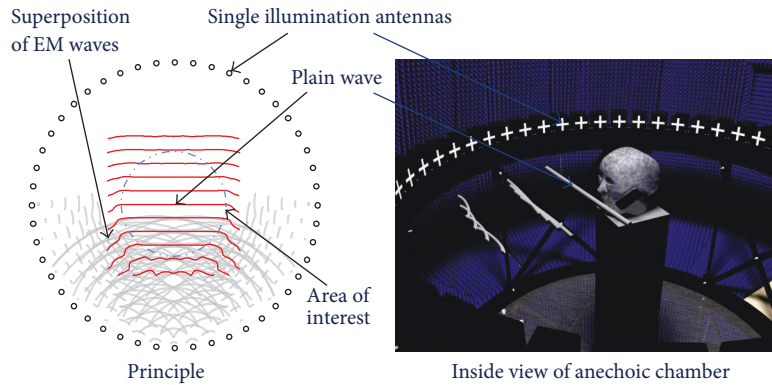 Superposition
of EM waves
Single illumination antennas
Plain wave
Area of
interest
Principle
Inside view of anechoic chamber